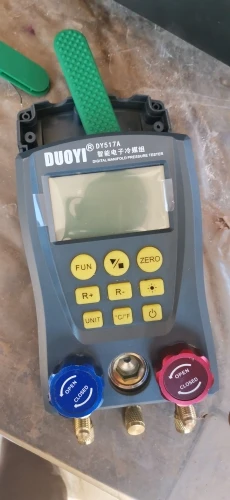 DUOYI® DY517A
智能电子冷媒组
DIGITAL MANIFOLD PRESSURE TESTER
FUN
▼/■
ZERO
R+
R-
UNIT
°C/°F
OPEN
CLOSED
OPEN
CLOSED